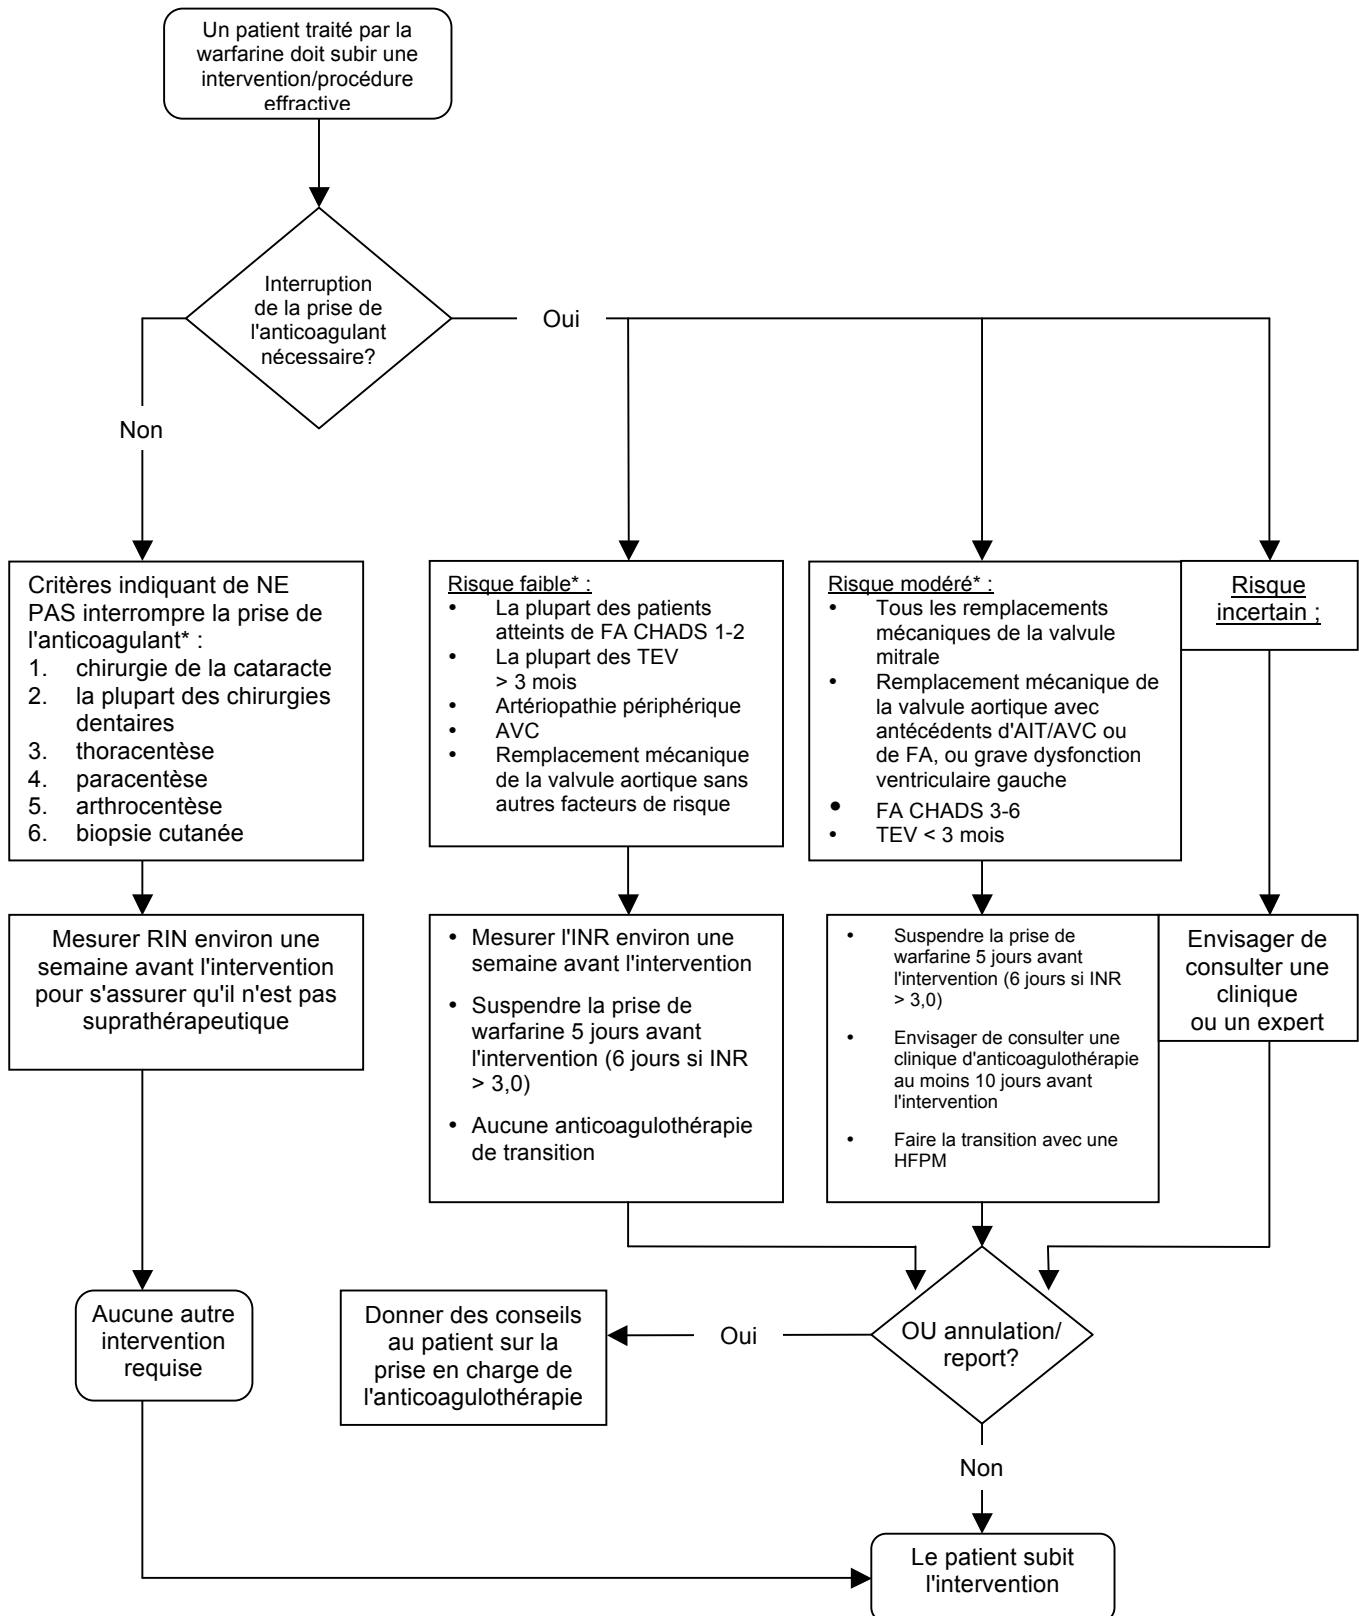 Un patient traité par la
warfarine doit subir une
intervention/procédure
effractive
Interruption
de la prise de
l'anticoagulant
nécessaire?
Oui
Non
Critères indiquant de NE
PAS interrompre la prise de
l'anticoagulant* :
1. chirurgie de la cataracte
2. la plupart des chirurgies
dentaires
3. thoracentèse
4. paracentèse
5. arthrocentèse
6. biopsie cutanée
Risque faible* :
• La plupart des patients
atteints de FA CHADS 1-2
• La plupart des TEV
> 3 mois
• Artériopathie périphérique
• AVC
• Remplacement mécanique
de la valvule aortique sans
autres facteurs de risque
Risque modéré* :
• Tous les remplacements
mécaniques de la valvule
mitrale
• Remplacement mécanique de
la valvule aortique avec
antécédents d'AIT/AVC ou
de FA, ou grave dysfonction
ventriculaire gauche
• FA CHADS 3-6
• TEV < 3 mois
Risque
incertain ;
Mesurer RIN environ une
semaine avant l'intervention
pour s'assurer qu'il n'est pas
suprathérapeutique
• Mesurer l'INR environ une
semaine avant l'intervention
• Suspendre la prise de
warfarine 5 jours avant
l'intervention (6 jours si INR
> 3,0)
• Aucune anticoagulothérapie
de transition
• Suspendre la prise de
warfarine 5 jours avant
l'intervention (6 jours si INR
> 3,0)
• Envisager de consulter une
clinique d'anticoagulothérapie
au moins 10 jours avant
l'intervention
• Faire la transition avec une
HFPM
Envisager de
consulter une
clinique
ou un expert
Aucune autre
intervention
requise
Donner des conseils
au patient sur la
prise en charge de
l'anticoagulothérapie
Oui
OU annulation/
report?
Non
Le patient subit
l'intervention